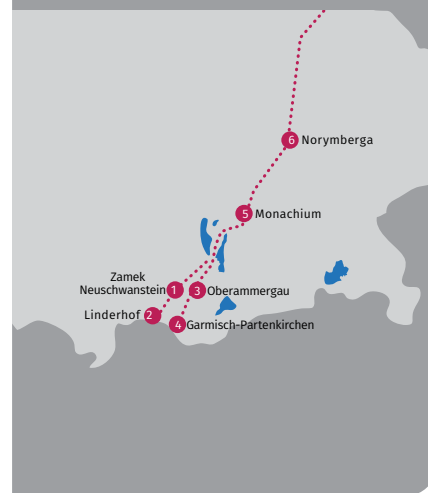 6 Norymberga
5 Monachium
Zamek
Neuschwanstein 1
3 Oberammergau
Linderhof 2
4 Garmisch-Partenkirchen